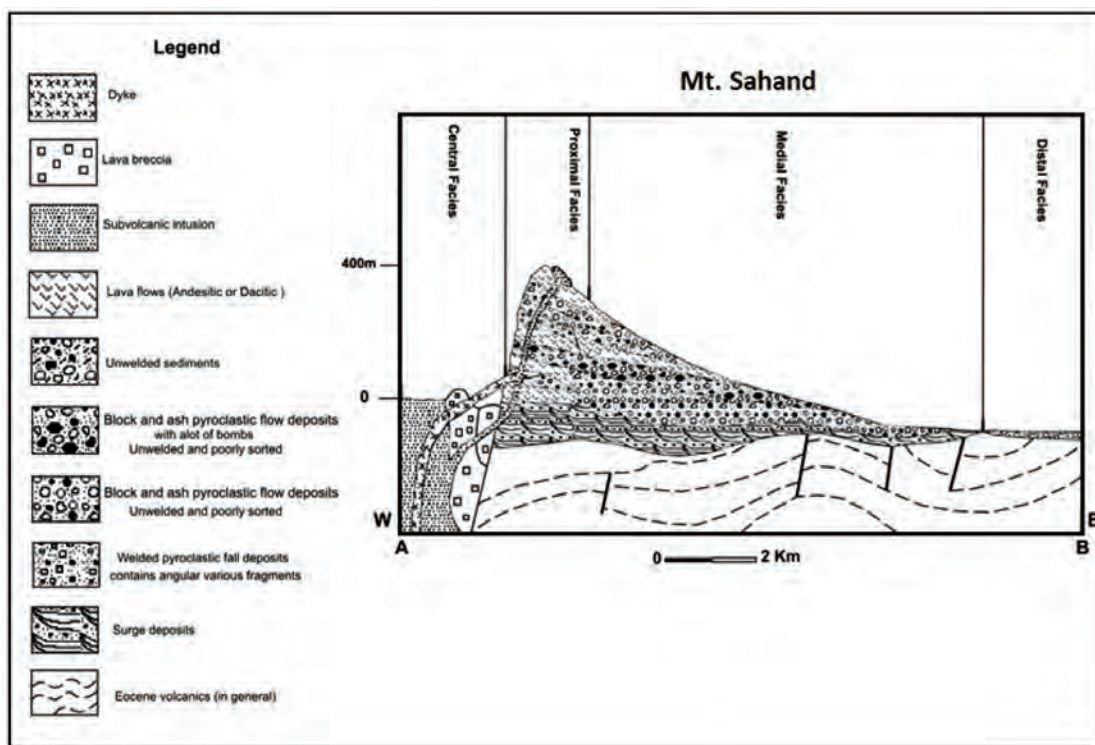 Legend
Dyke
Lava breccia
Subvolcanic intusion
Lava flows (Andesitic or Dacitic )
Unwelded sediments
Block and ash pyroclastic flow deposits
with alot of bombs
Unwelded and poorly sorted
Block and ash pyroclastic flow deposits
Unwelded and poorly sorted
Welded pyroclastic fall deposits
contains angular various fragments
Surge deposits
Eocene volcanics (in general)
Mt. Sahand
Central Facies
Proximal Facies
Medial Facies
Distal Facies
400m
0
W
E
A
B
0 2 Km